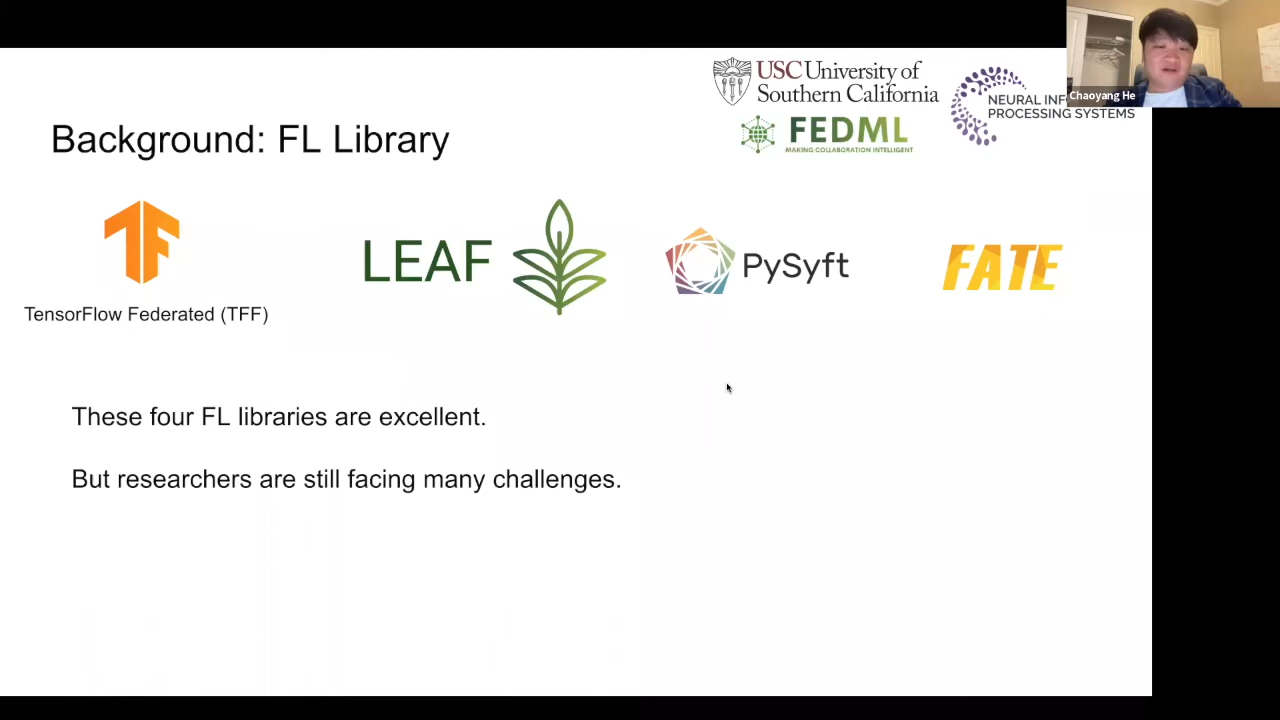 USC University of
Southern California
FEDML
MAKING COLLABORATION INTELLIGENT
NEURAL
PROCESSING SYSTEMS
Chaoyang He
Background: FL Library
TensorFlow Federated (TFF)
LEAF
PySyft
FATE
These four FL libraries are excellent.
But researchers are still facing many challenges.